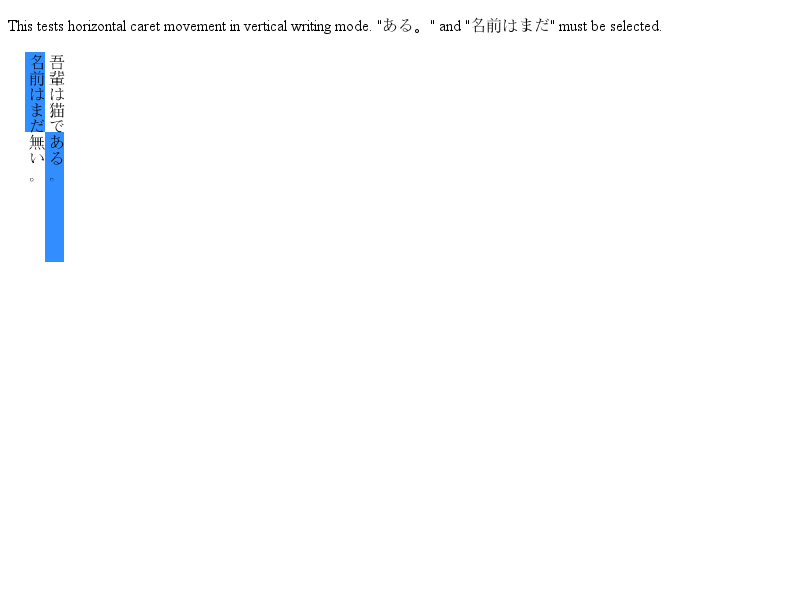 This tests horizontal caret movement in vertical writing mode. "ある。" and "名前はまだ" must be selected.
吾輩は猫である。
名前はまだ無い。